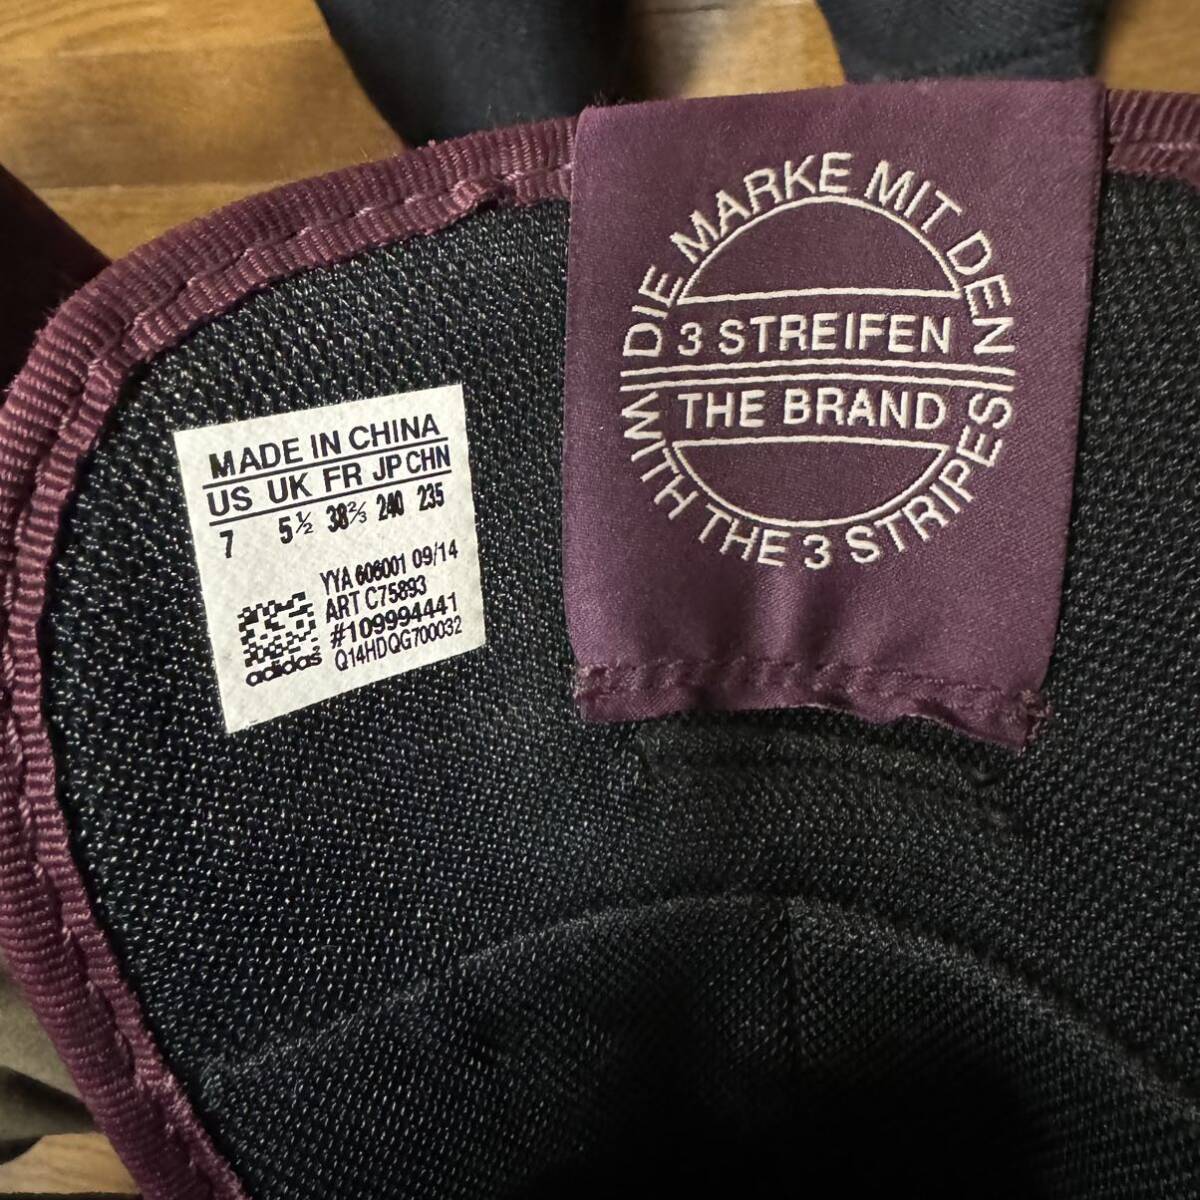 MADE IN CHINA
US UK FR JP CHN
7 5½ 38⅔ 240 235
YYA 606001 09/14
ART C75893
#109994441
Q14HDQG700032
adidas
DIE MARKE MIT DEN
3 STREIFEN
THE BRAND
WITH THE 3 STRIPES